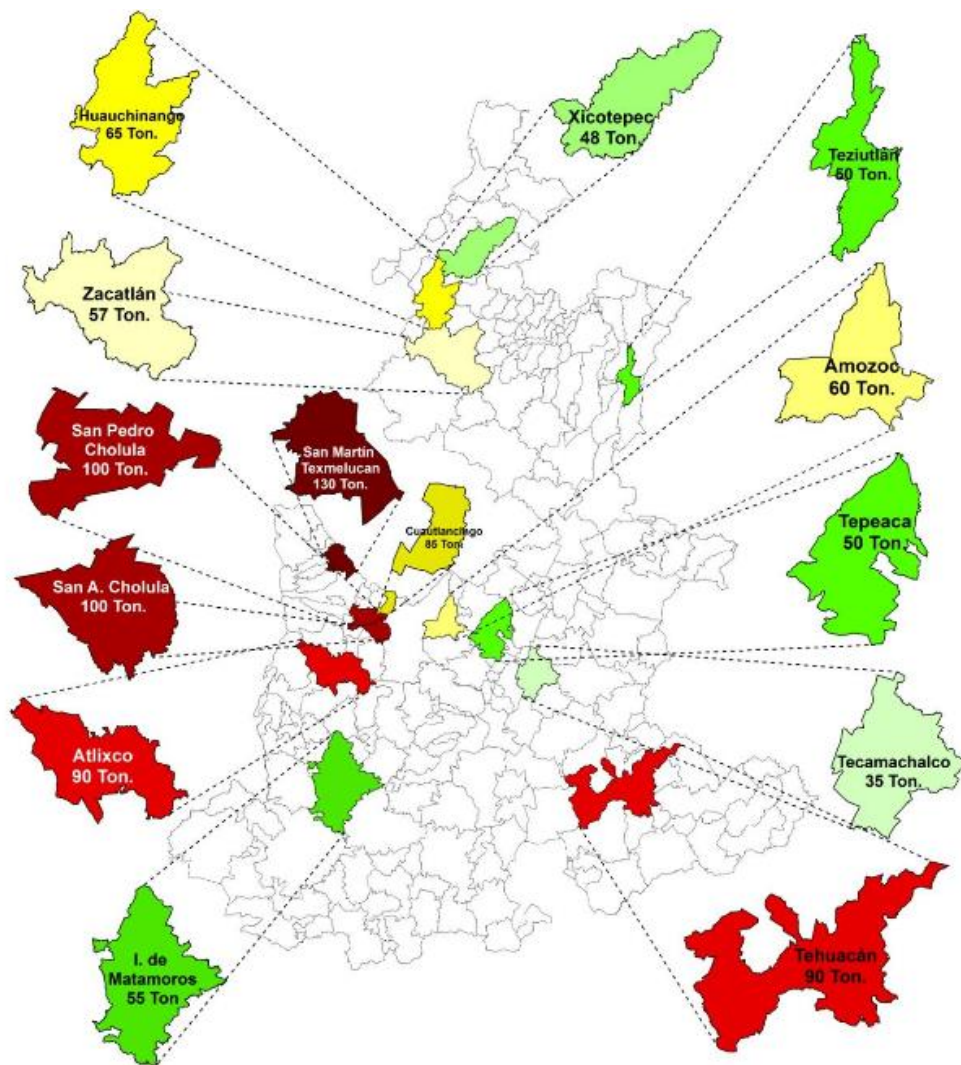 Huauchinango
65 Ton.
Xicotepec
48 Ton.
Teziutlán
50 Ton.
Zacatlán
57 Ton.
Amozoc
60 Ton.
San Pedro
Cholula
100 Ton.
San Martín
Texmelucan
130 Ton.
Cuautlancingo
85 Ton.
Tepeaca
50 Ton.
San A. Cholula
100 Ton.
Atlixco
90 Ton.
Tecamachalco
35 Ton.
I. de
Matamoros
55 Ton
Tehuacán
90 Ton.